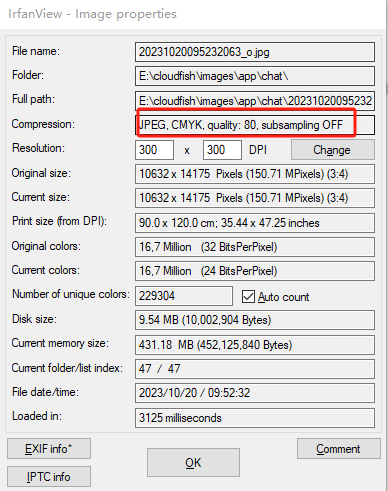 IrfanView - Image properties
File name: 20231020095232063_o.jpg
Folder: E:\cloudfish\images\app\chat\
Full path: E:\cloudfish\images\app\chat\20231020095232
Compression: JPEG, CMYK, quality: 80, subsampling OFF
Resolution: 300 x 300 DPI Change
Original size: 10632 x 14175 Pixels (150.71 MPixels) (3:4)
Current size: 10632 x 14175 Pixels (150.71 MPixels) (3:4)
Print size (from DPI): 90.0 x 120.0 cm; 35.44 x 47.25 inches
Original colors: 16,7 Million (32 BitsPerPixel)
Current colors: 16,7 Million (24 BitsPerPixel)
Number of unique colors: 229304 Auto count
Disk size: 9.54 MB (10,002,904 Bytes)
Current memory size: 431.18 MB (452,125,840 Bytes)
Current folder/list index: 47 / 47
File date/time: 2023/10/20 / 09:52:32
Loaded in: 3125 milliseconds
EXIF info* Comment
OK
IPTC info